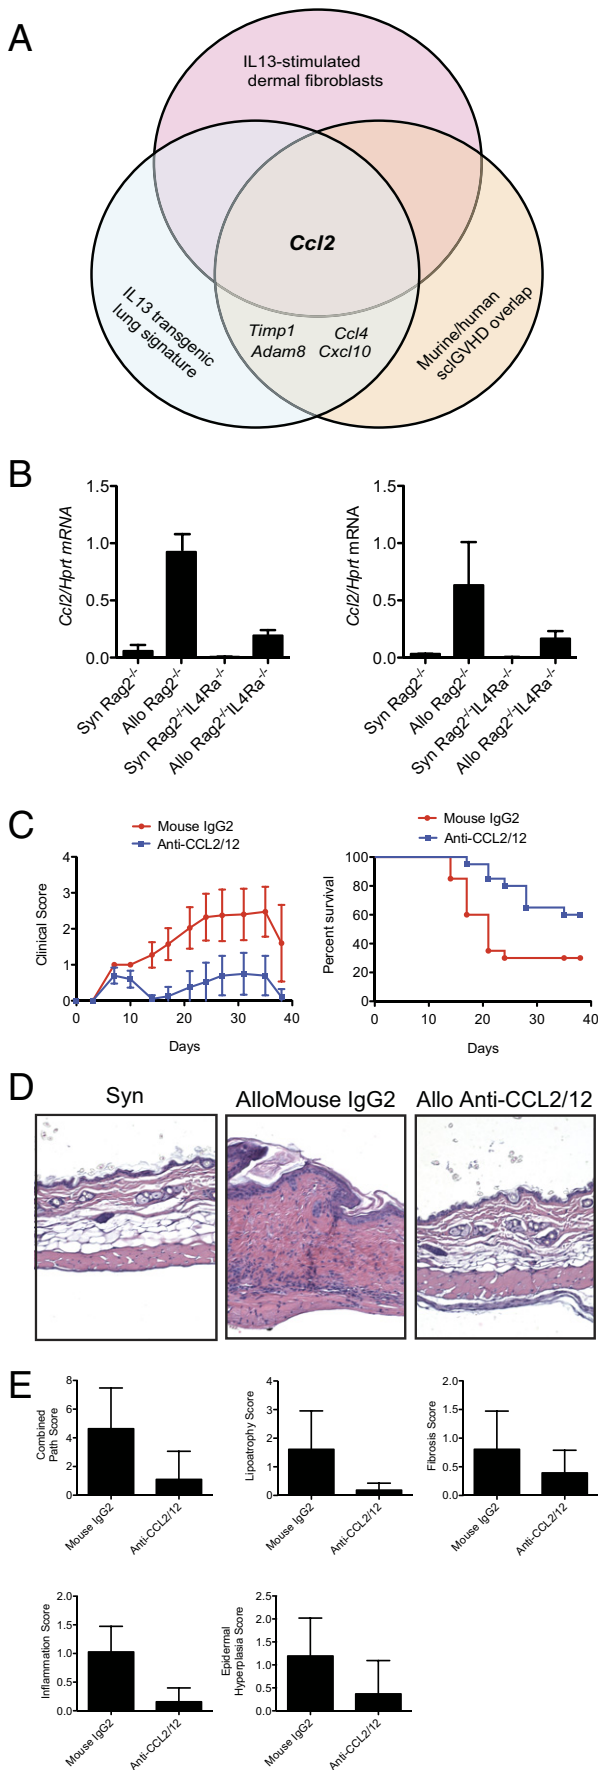 A
IL13-stimulated
dermal fibroblasts
Ccl2
IL13 transgenic
lung signature
Timp1 Ccl4
Adam8 Cxcl10
Murine/human
sclGVHD overlap
B
Ccl2/Hprt mRNA
1.5
1.0
0.5
0.0
Syn Rag2-/-
Allo Rag2-/-
Syn Rag2-/-IL4Ra-/-
Allo Rag2-/-IL4Ra-/-
Ccl2/Hprt mRNA
1.5
1.0
0.5
0.0
Syn Rag2-/-
Allo Rag2-/-
Syn Rag2-/-IL4Ra-/-
Allo Rag2-/-IL4Ra-/-
C
Mouse IgG2
Anti-CCL2/12
Clinical Score
4
3
2
1
0
0 10 20 30 40
Days
Mouse IgG2
Anti-CCL2/12
Percent survival
100
80
60
40
20
0
0 10 20 30 40
Days
D
Syn
AlloMouse IgG2
Allo Anti-CCL2/12
E
Combined
Path Score
8
6
4
2
0
Mouse IgG2
Anti-CCL2/12
Lipoatrophy Score
4
3
2
1
0
Mouse IgG2
Anti-CCL2/12
Fibrosis Score
2.0
1.5
1.0
0.5
0.0
Mouse IgG2
Anti-CCL2/12
Inflammation Score
2.0
1.5
1.0
0.5
0.0
Mouse IgG2
Anti-CCL2/12
Epidermal
Hyperplasia Score
2.5
2.0
1.5
1.0
0.5
0.0
Mouse IgG2
Anti-CCL2/12